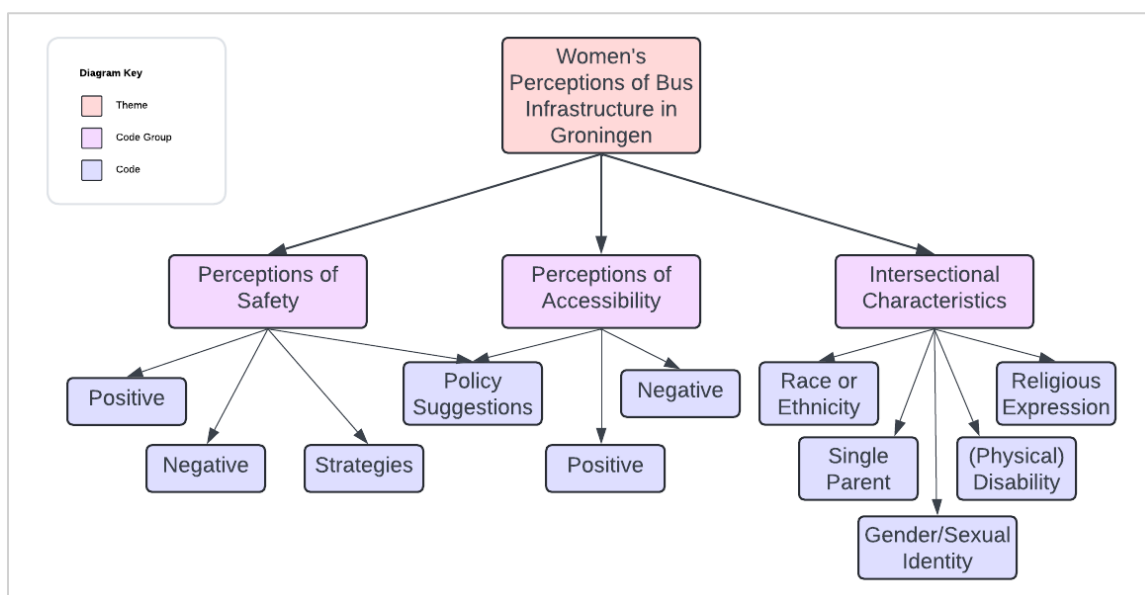 Diagram Key
Theme
Code Group
Code
Women's
Perceptions of Bus
Infrastructure in
Groningen
Perceptions of
Safety
Perceptions of
Accessibility
Intersectional
Characteristics
Positive
Negative
Strategies
Policy
Suggestions
Positive
Negative
Race or
Ethnicity
Single
Parent
Gender/Sexual
Identity
(Physical)
Disability
Religious
Expression